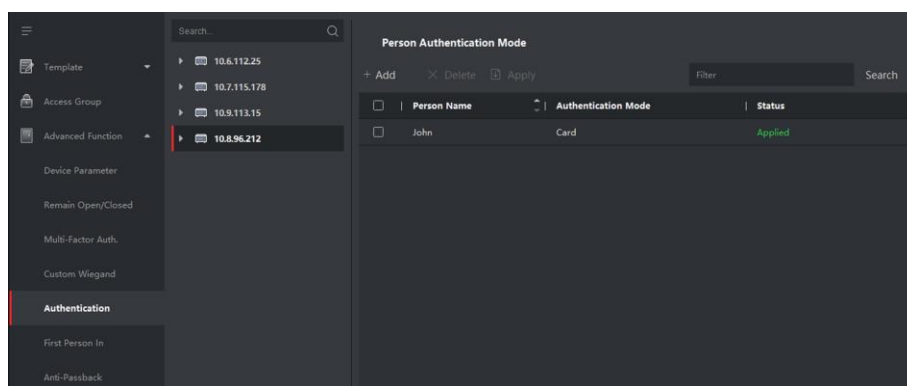 Template
Access Group
Advanced Function
Device Parameter
Remain Open/Closed
Multi-Factor Auth.
Custom Wiegand
Authentication
First Person In
Anti-Passback
Search...
10.6.112.25
10.7.115.178
10.9.113.15
10.8.96.212
Person Authentication Mode
+ Add × Delete Apply Filter Search
Person Name | Authentication Mode | Status
John Card Applied